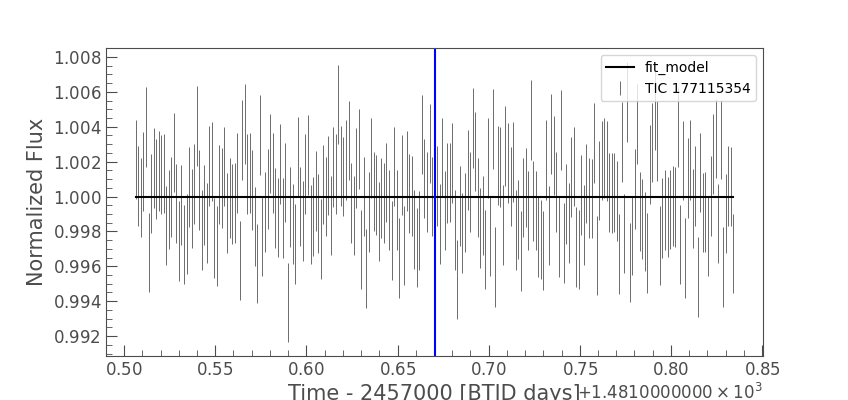 1.008
1.006
1.004
1.002
1.000
0.998
0.996
0.994
0.992
Normalized Flux
fit_model
TIC 177115354
0.50 0.55 0.60 0.65 0.70 0.75 0.80 0.85
Time - 2457000 [BTJD days]
+1.4810000000 × 10³